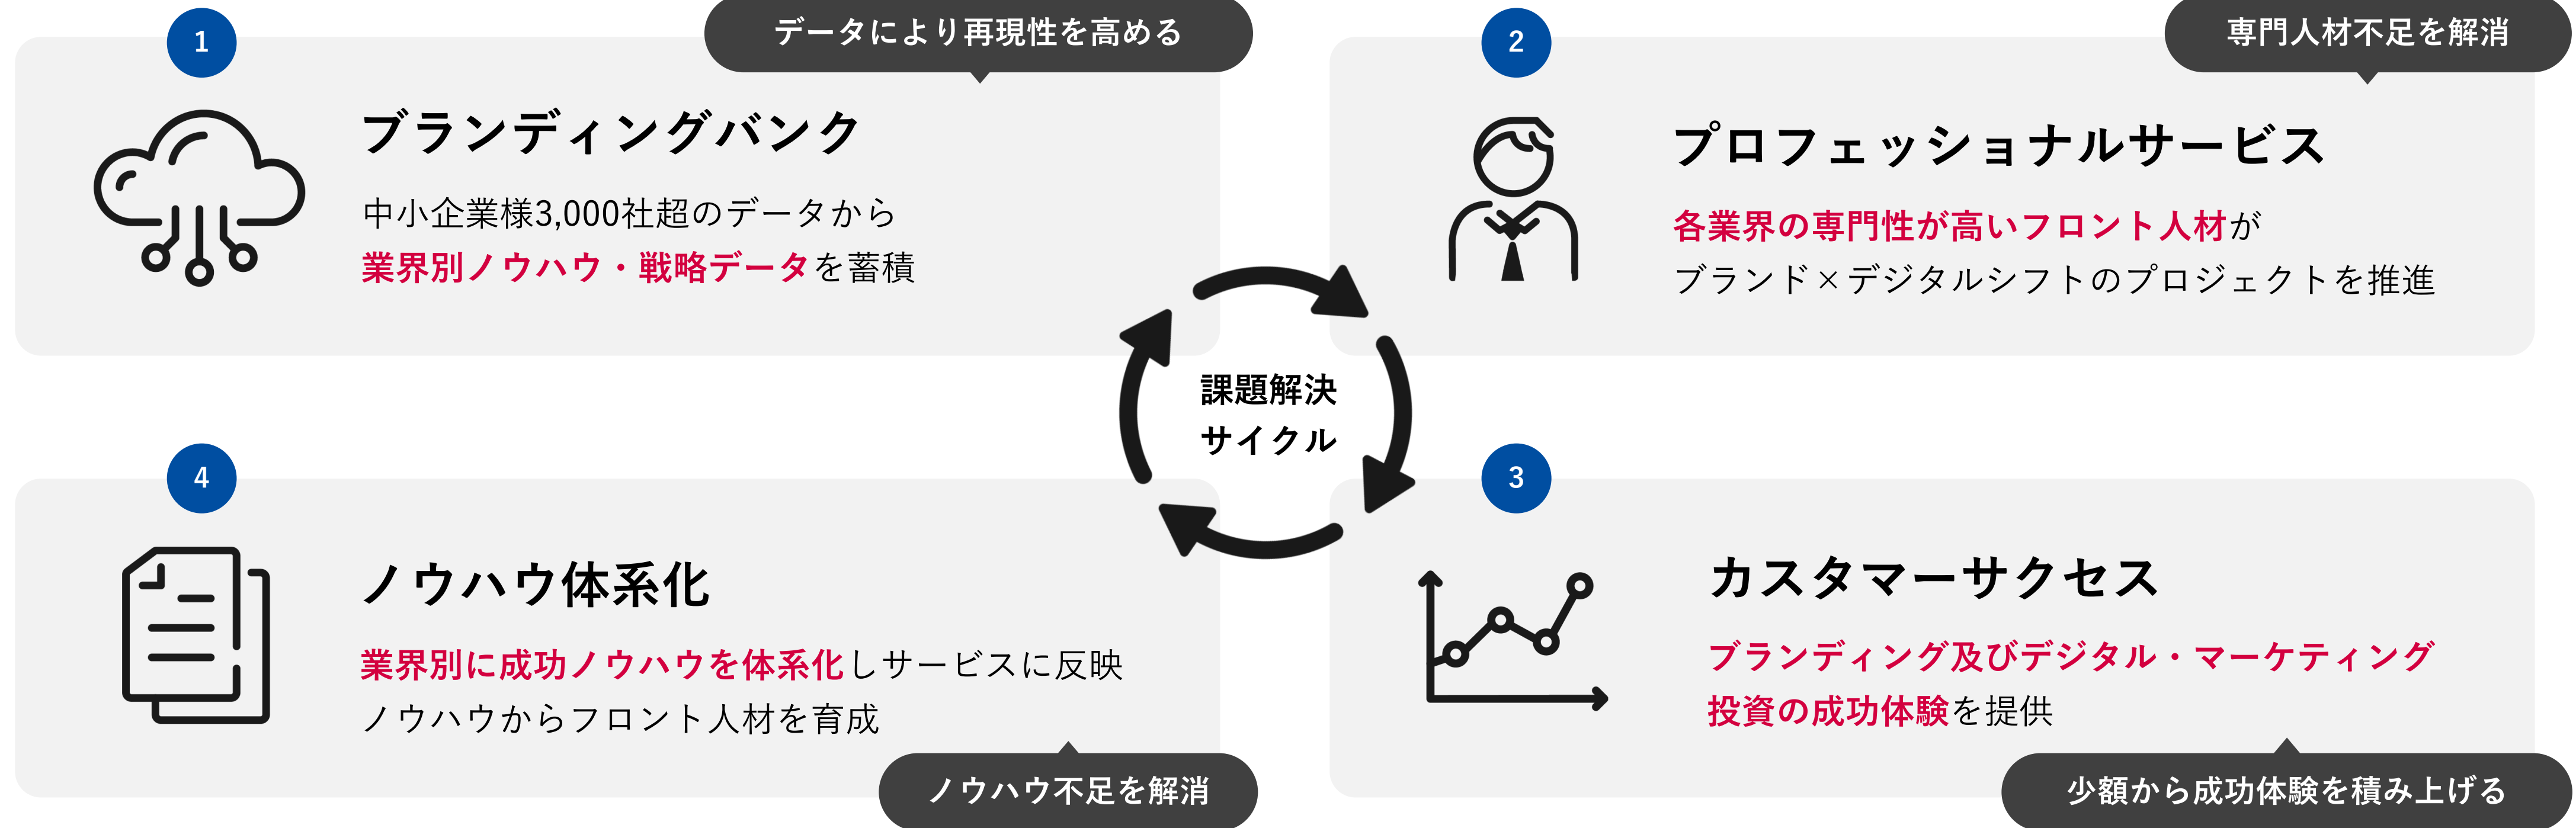 1
データにより再現性を高める
ブランディングバンク
中小企業様3,000社超のデータから
業界別ノウハウ・戦略データを蓄積
2
専門人材不足を解消
プロフェッショナルサービス
各業界の専門性が高いフロント人材が
ブランド×デジタルシフトのプロジェクトを推進
課題解決
サイクル
3
カスタマーサクセス
ブランディング及びデジタル・マーケティング
投資の成功体験を提供
少額から成功体験を積み上げる
4
ノウハウ体系化
業界別に成功ノウハウを体系化しサービスに反映
ノウハウからフロント人材を育成
ノウハウ不足を解消